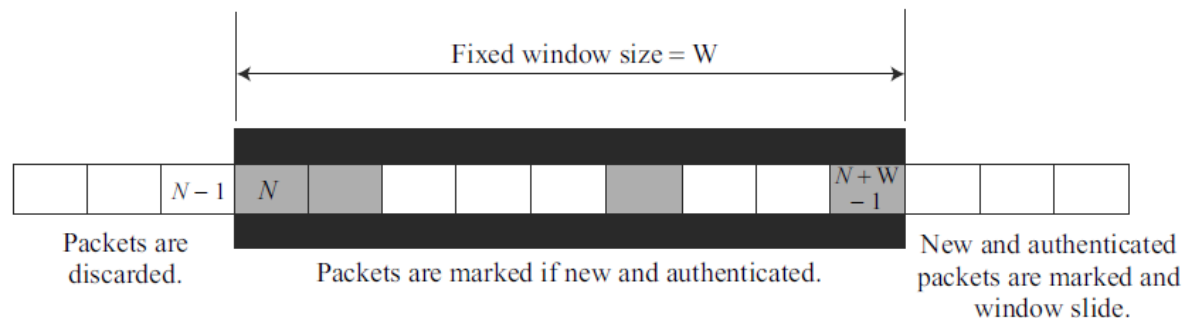 Fixed window size = W
N − 1
N
N + W
− 1
Packets are
discarded.
Packets are marked if new and authenticated.
New and authenticated
packets are marked and
window slide.